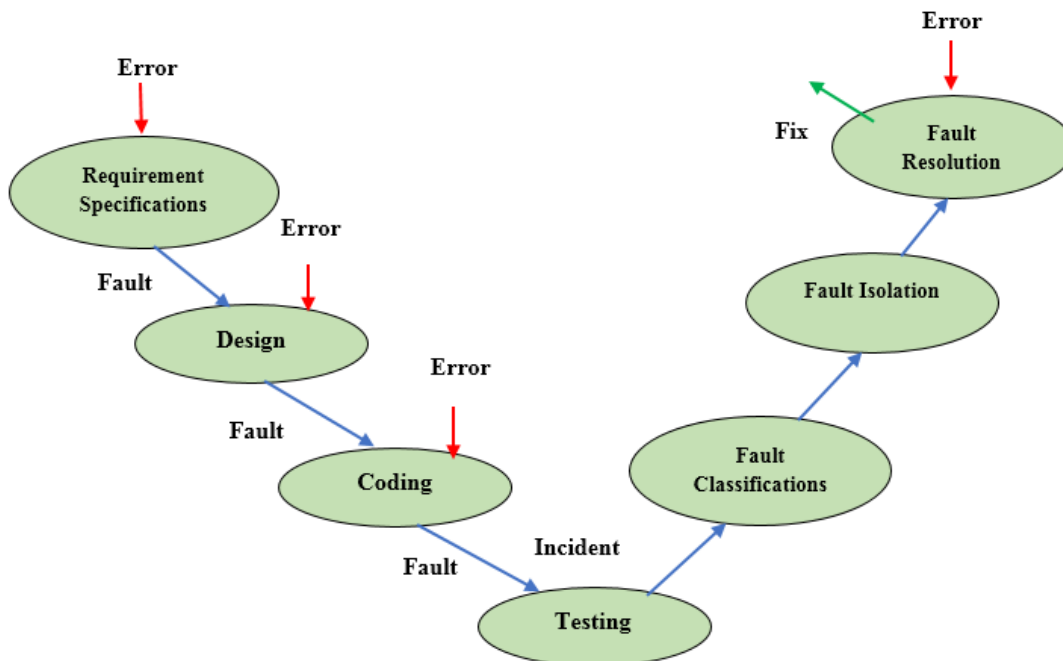 Error
Error
Requirement
Specifications
Fix
Fault
Resolution
Error
Fault
Fault Isolation
Design
Error
Fault
Fault
Classifications
Coding
Incident
Fault
Testing